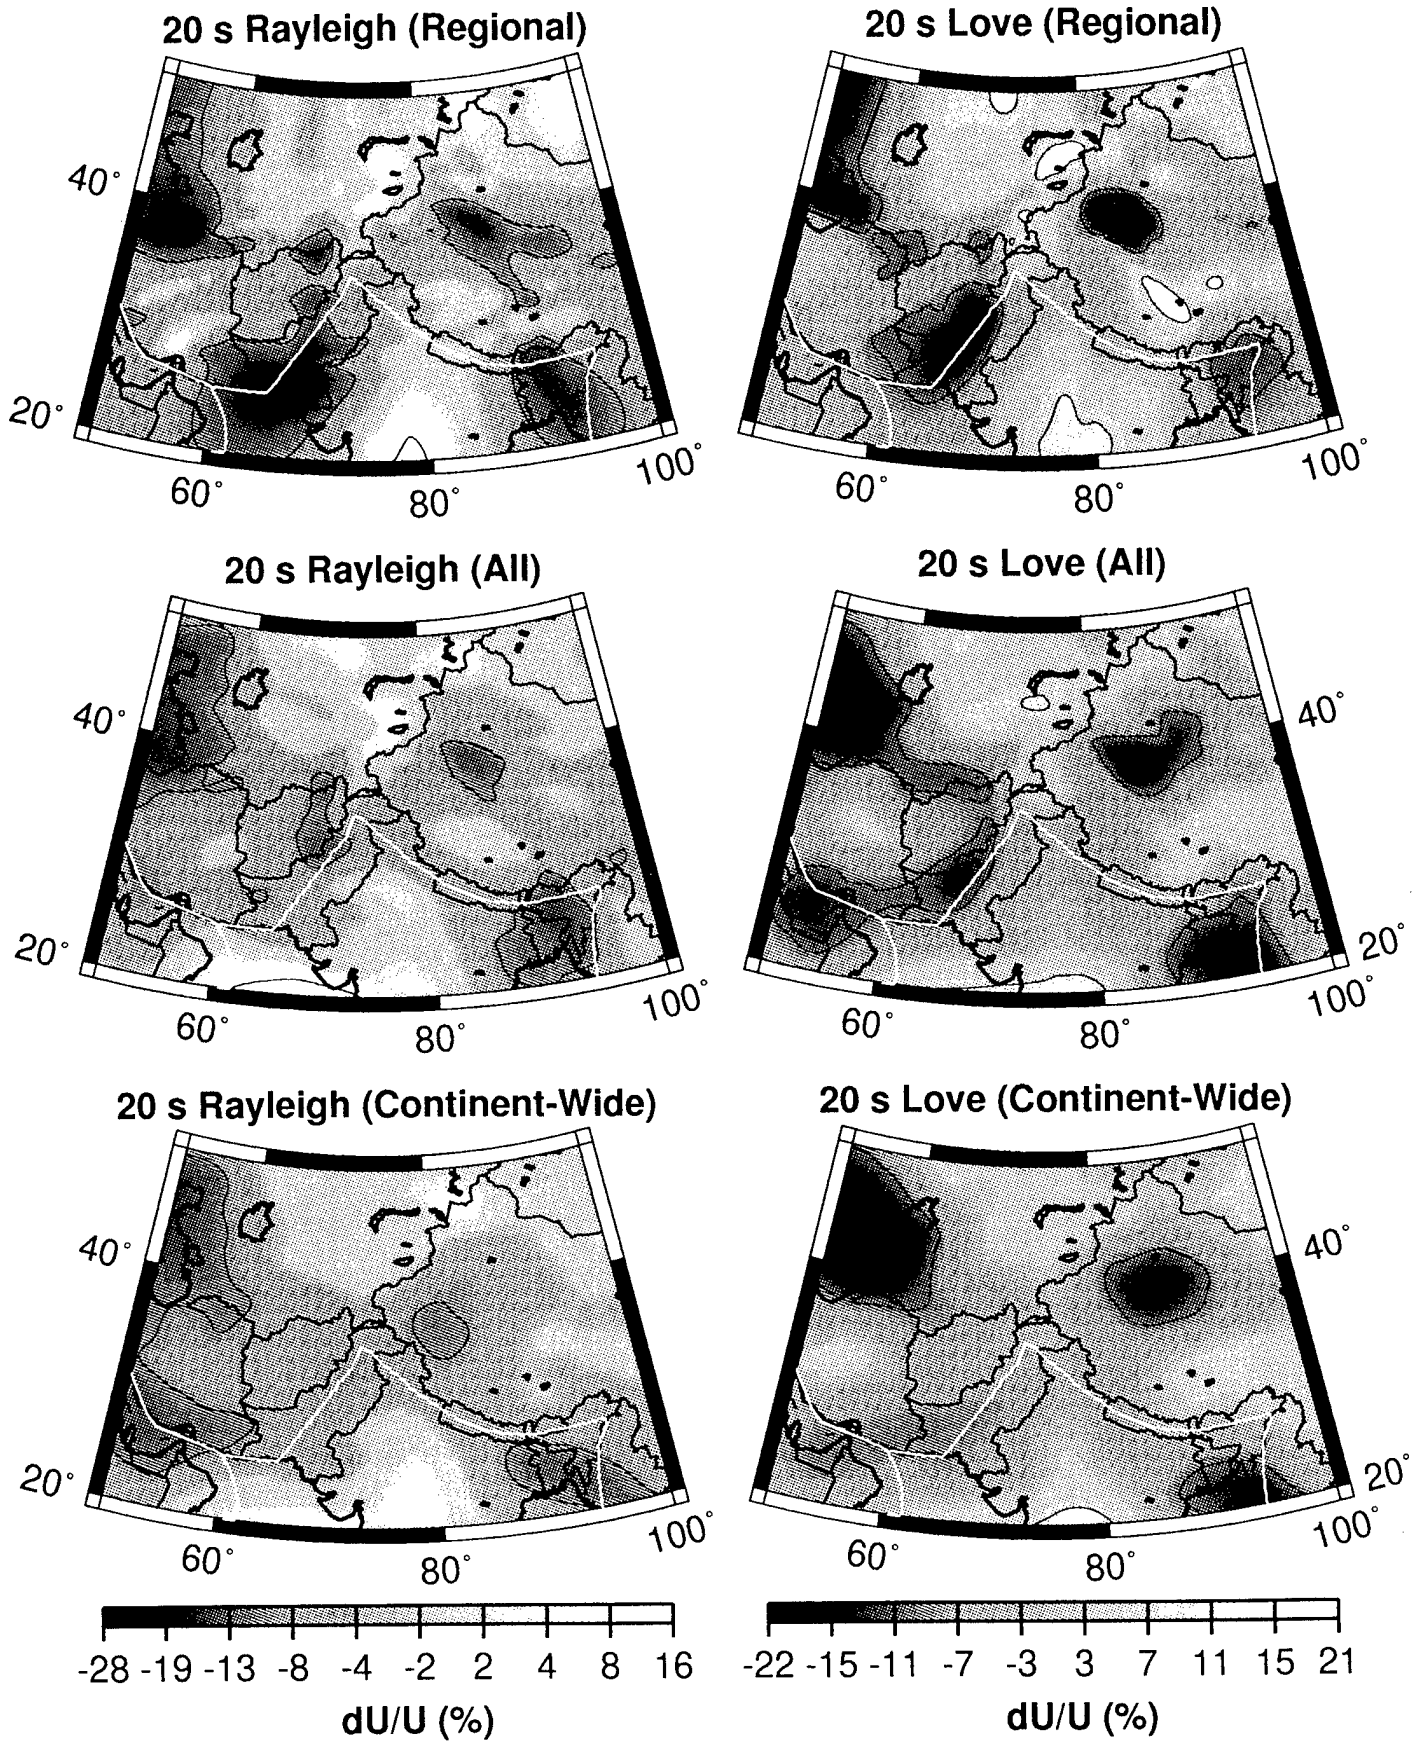 20 s Rayleigh (Regional)
20 s Love (Regional)
40°
20°
60°
80°
100°
60°
80°
100°
20 s Rayleigh (All)
20 s Love (All)
40°
40°
20°
20°
60°
80°
100°
60°
80°
100°
20 s Rayleigh (Continent-Wide)
20 s Love (Continent-Wide)
40°
40°
20°
20°
60°
80°
100°
60°
80°
100°
-28 -19 -13 -8 -4 -2 2 4 8 16
-22 -15 -11 -7 -3 3 7 11 15 21
dU/U (%)
dU/U (%)